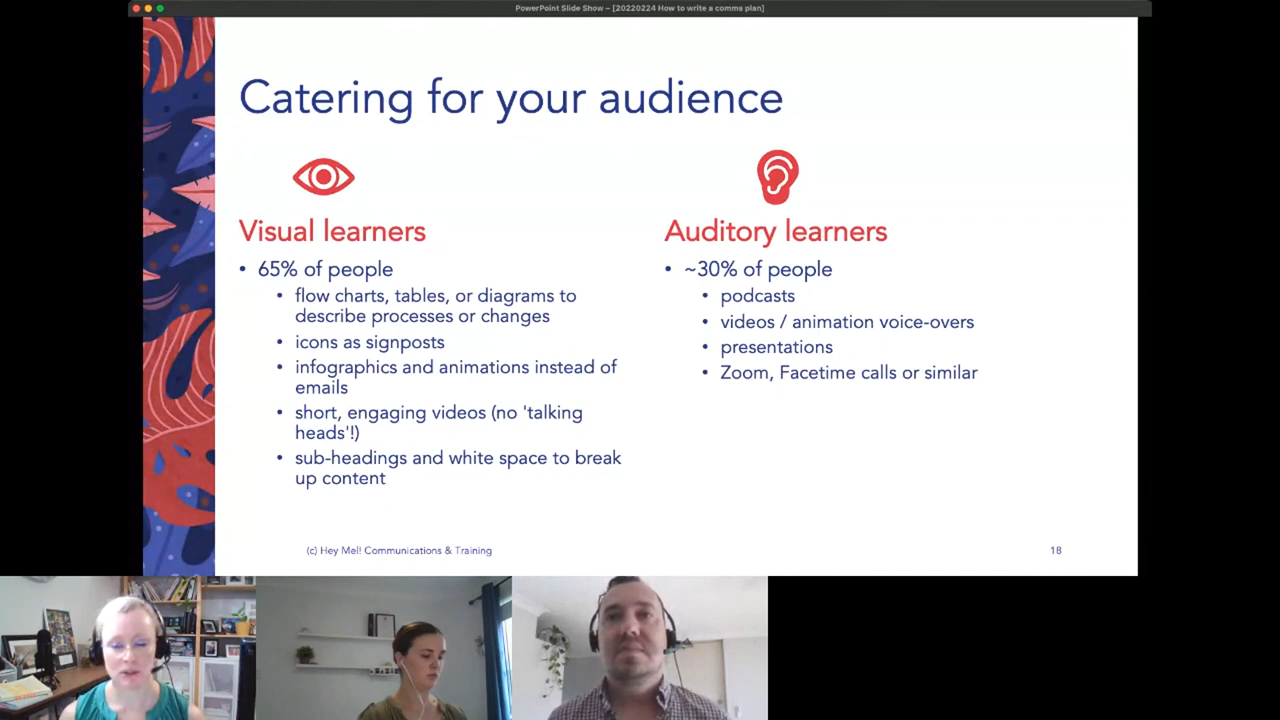 PowerPoint Slide Show – [20220224 How to write a comms plan]
Catering for your audience
Visual learners
• 65% of people
• flow charts, tables, or diagrams to
describe processes or changes
• icons as signposts
• infographics and animations instead of
emails
• short, engaging videos (no 'talking
heads'!)
• sub-headings and white space to break
up content
Auditory learners
• ~30% of people
• podcasts
• videos / animation voice-overs
• presentations
• Zoom, Facetime calls or similar
(c) Hey Mel! Communications & Training
18